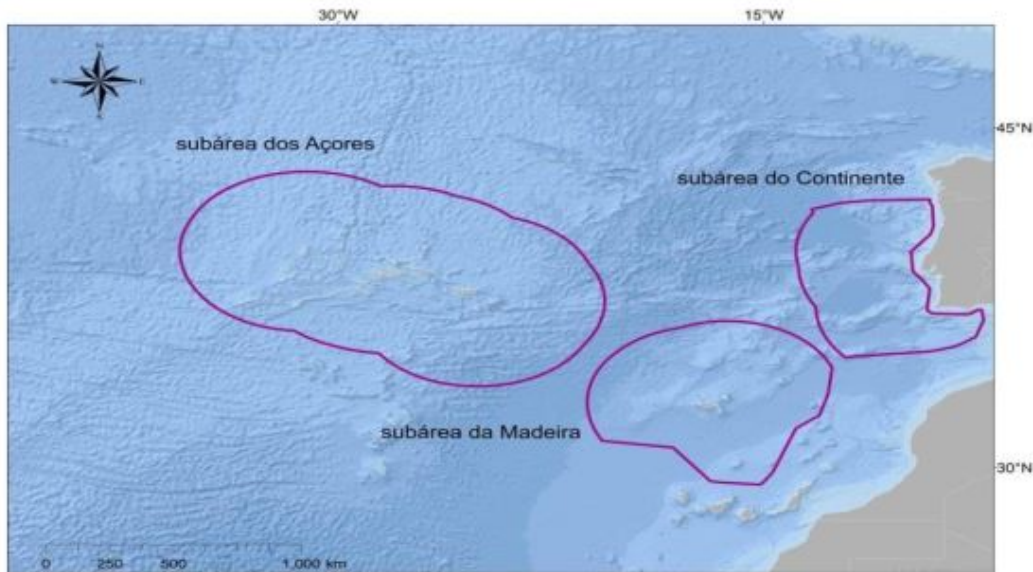 30°W 15°W
N
W E
S
45°N
subárea dos Açores
subárea do Continente
subárea da Madeira
30°N
0 250 500 1,000 km